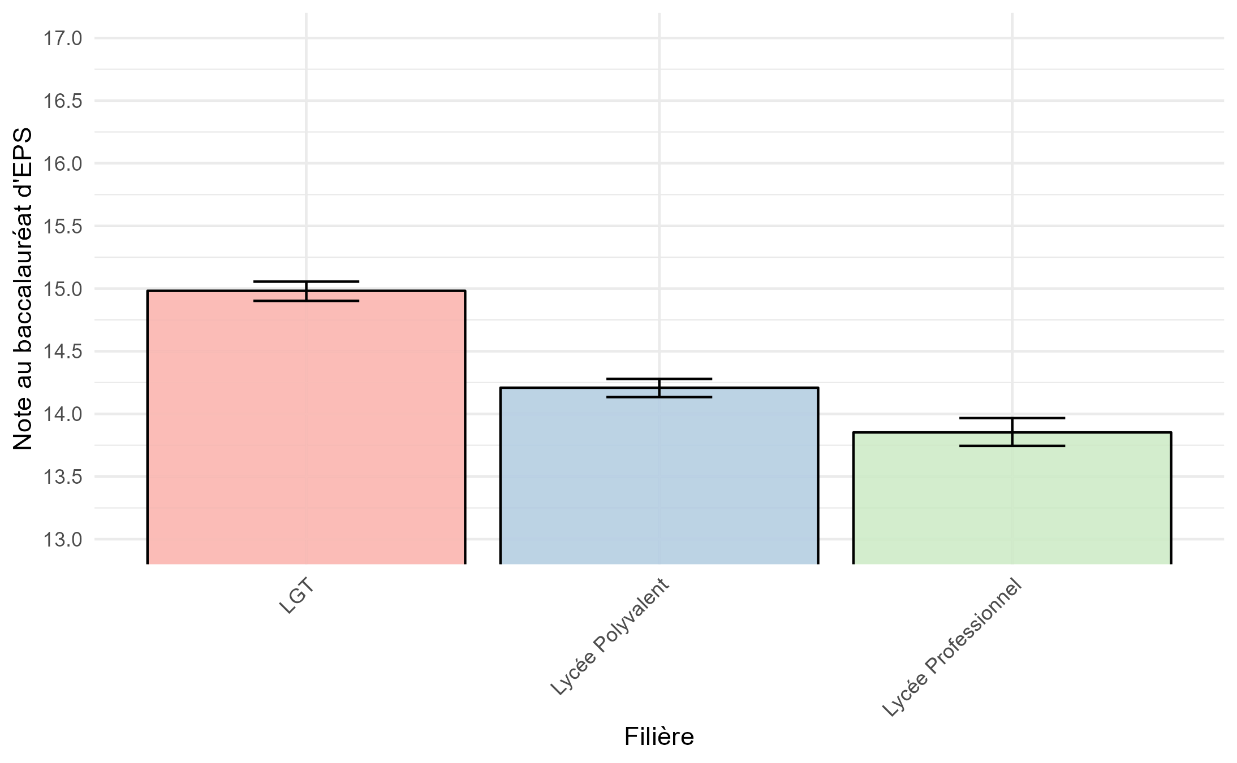 Note au baccalauréat d'EPS
17.0
16.5
16.0
15.5
15.0
14.5
14.0
13.5
13.0
LGT
Lycée Polyvalent
Lycée Professionnel
Filière